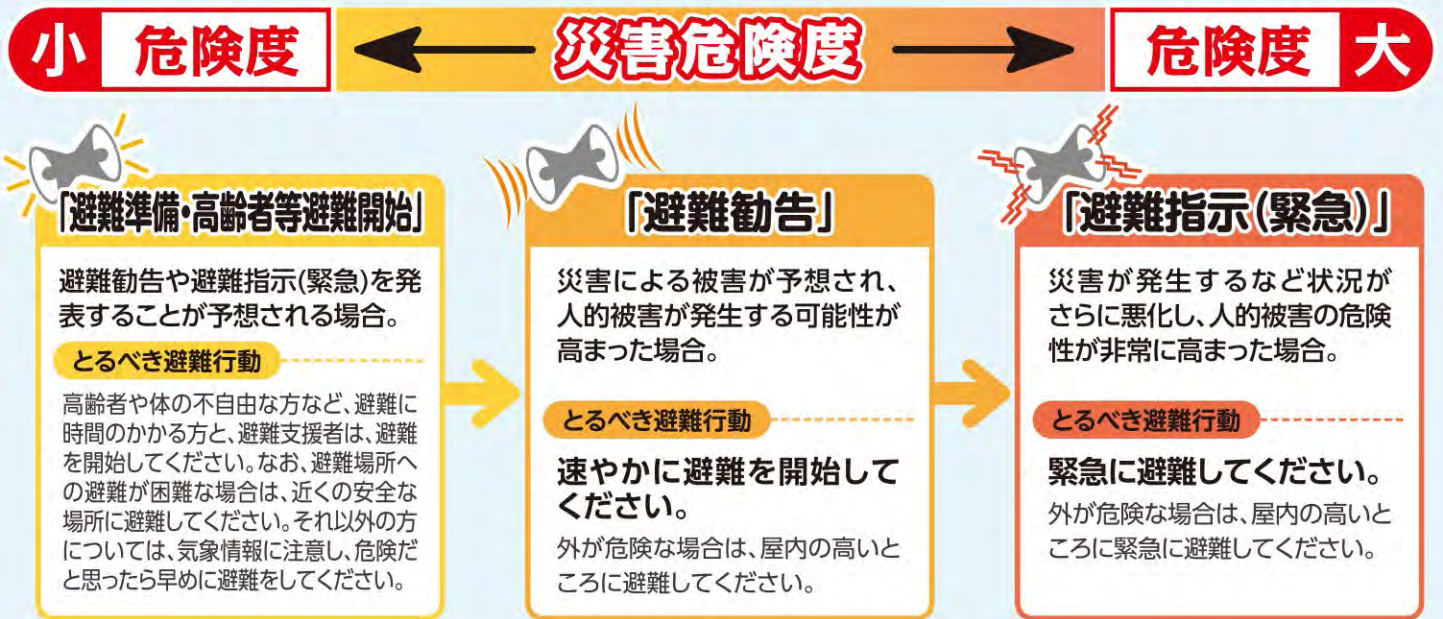 小 危険度 災害危険度 危険度 大
「避難準備・高齢者等避難開始」
避難勧告や避難指示(緊急)を発
表することが予想される場合。
とるべき避難行動
高齢者や体の不自由な方など、避難に
時間のかかる方と、避難支援者は、避難
を開始してください。なお、避難場所へ
の避難が困難な場合は、近くの安全な
場所に避難してください。それ以外の方
については、気象情報に注意し、危険だ
と思ったら早めに避難をしてください。
「避難勧告」
災害による被害が予想され、
人的被害が発生する可能性が
高まった場合。
とるべき避難行動
速やかに避難を開始して
ください。
外が危険な場合は、屋内の高いと
ころに避難してください。
「避難指示(緊急)」
災害が発生するなど状況が
さらに悪化し、人的被害の危険
性が非常に高まった場合。
とるべき避難行動
緊急に避難してください。
外が危険な場合は、屋内の高いと
ころに緊急に避難してください。